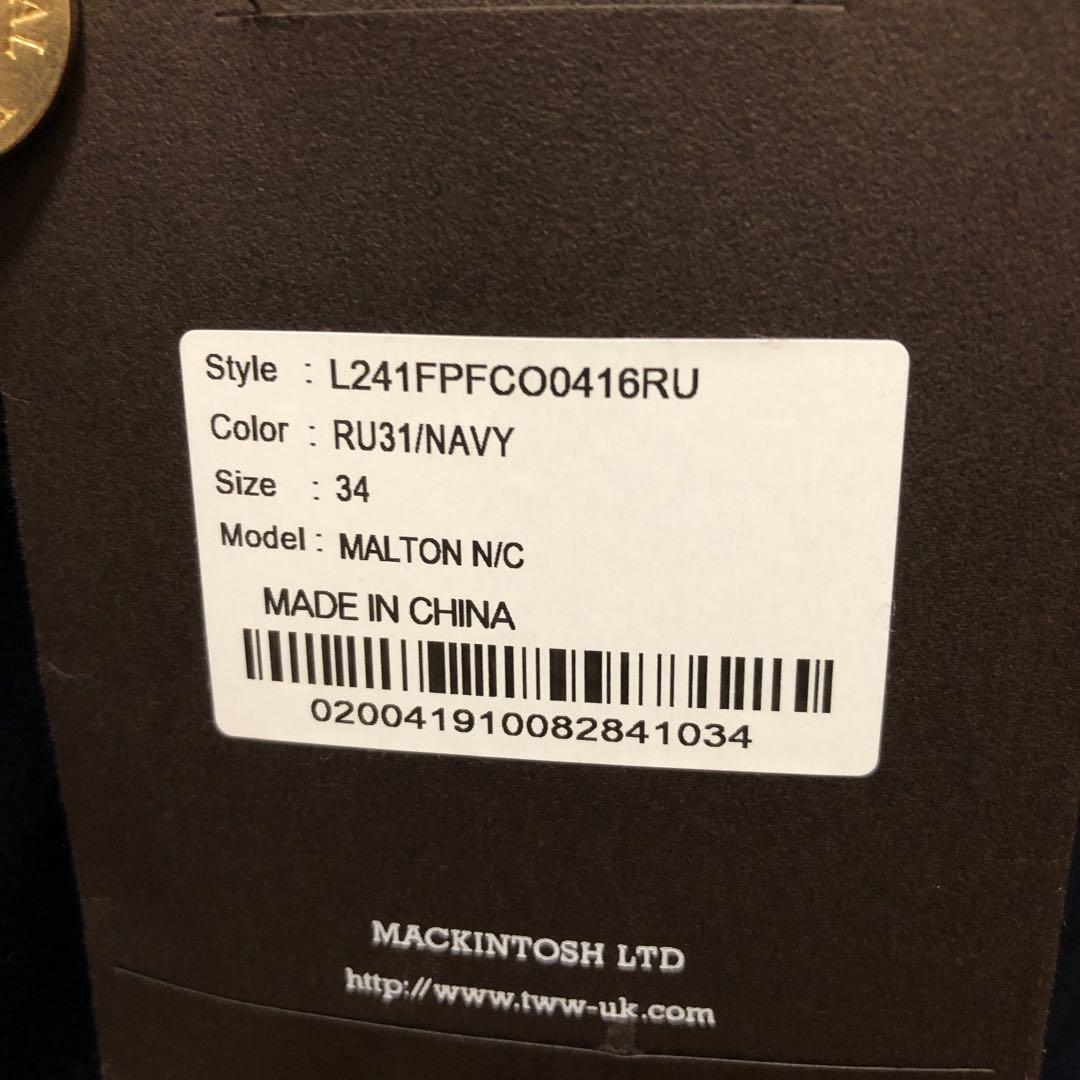 AL
Style : L241FPFCO0416RU
Color : RU31/NAVY
Size : 34
Model : MALTON N/C
MADE IN CHINA
020041910082841034
MACKINTOSH LTD
http://www.tww-uk.com